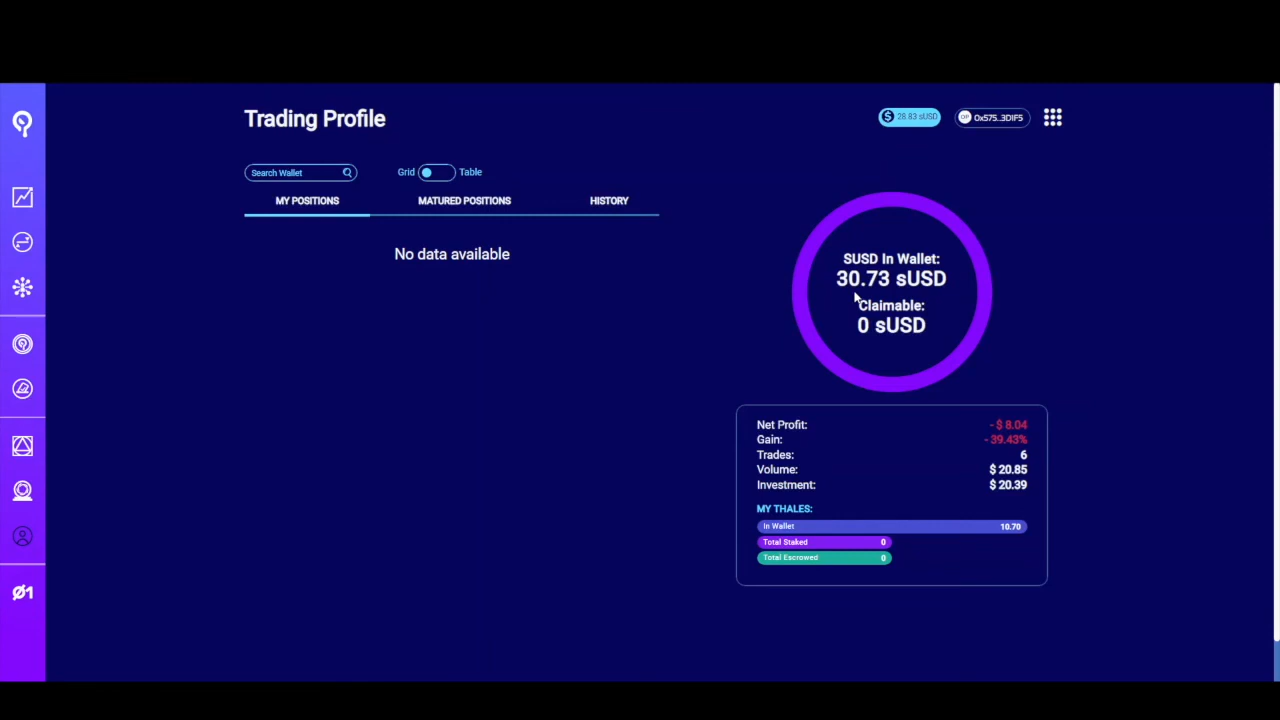 Trading Profile
28.83 sUSD
OP 0x575...3DIF5
Search Wallet
Grid Table
MY POSITIONS MATURED POSITIONS HISTORY
No data available
SUSD In Wallet:
30.73 sUSD
Claimable:
0 sUSD
Net Profit: - $ 8.04
Gain: - 39.43%
Trades: 6
Volume: $ 20.85
Investment: $ 20.39
MY THALES:
In Wallet 10.70
Total Staked 0
Total Escrowed 0
Ø1